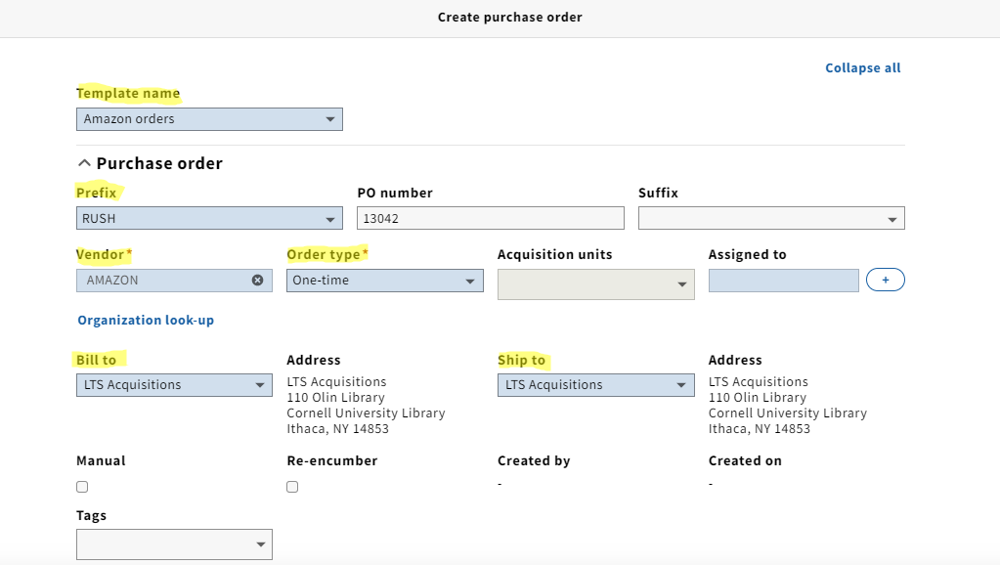 Create purchase order
Collapse all
Template name
Amazon orders
Purchase order
Prefix PO number Suffix
RUSH 13042
Vendor* Order type* Acquisition units Assigned to
AMAZON One-time +
Organization look-up
Bill to Address Ship to Address
LTS Acquisitions LTS Acquisitions LTS Acquisitions LTS Acquisitions
110 Olin Library 110 Olin Library
Cornell University Library Cornell University Library
Ithaca, NY 14853 Ithaca, NY 14853
Manual Re-encumber Created by Created on
- -
Tags